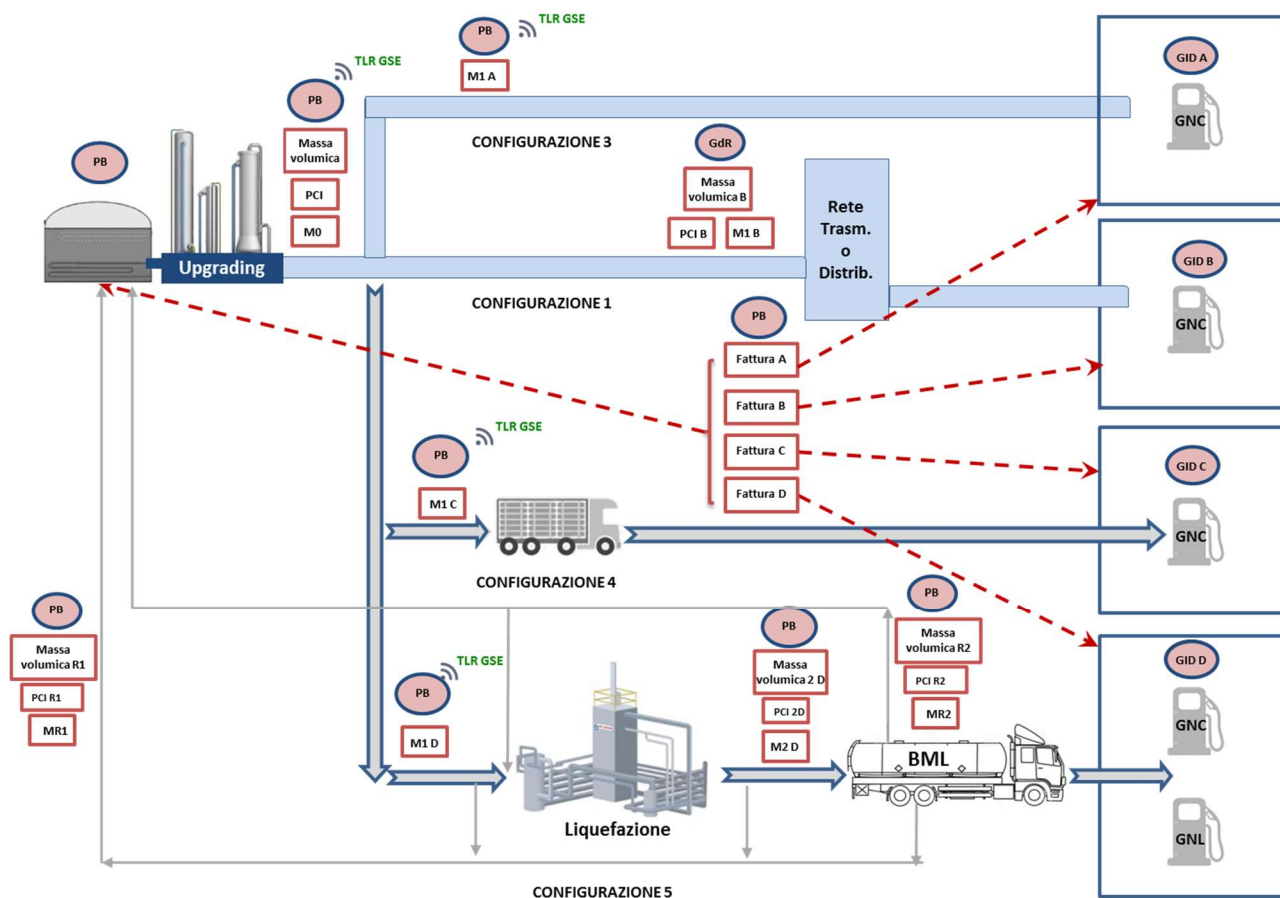 PB
TLR GSE
M1 A
TLR GSE
PB
Massa
volumica
PCI
M0
PB
Upgrading
CONFIGURAZIONE 3
GdR
Massa
volumica B
PCI B
M1 B
Rete
Trasm.
o
Distrib.
CONFIGURAZIONE 1
GID A
GNC
GID B
GNC
PB
Fattura A
Fattura B
Fattura C
Fattura D
TLR GSE
PB
M1 C
CONFIGURAZIONE 4
GID C
GNC
PB
Massa
volumica R1
PCI R1
MR1
TLR GSE
PB
M1 D
Liquefazione
PB
Massa
volumica 2 D
PCI 2D
M2 D
PB
Massa
volumica R2
PCI R2
MR2
BML
GID D
GNC
GNL
CONFIGURAZIONE 5